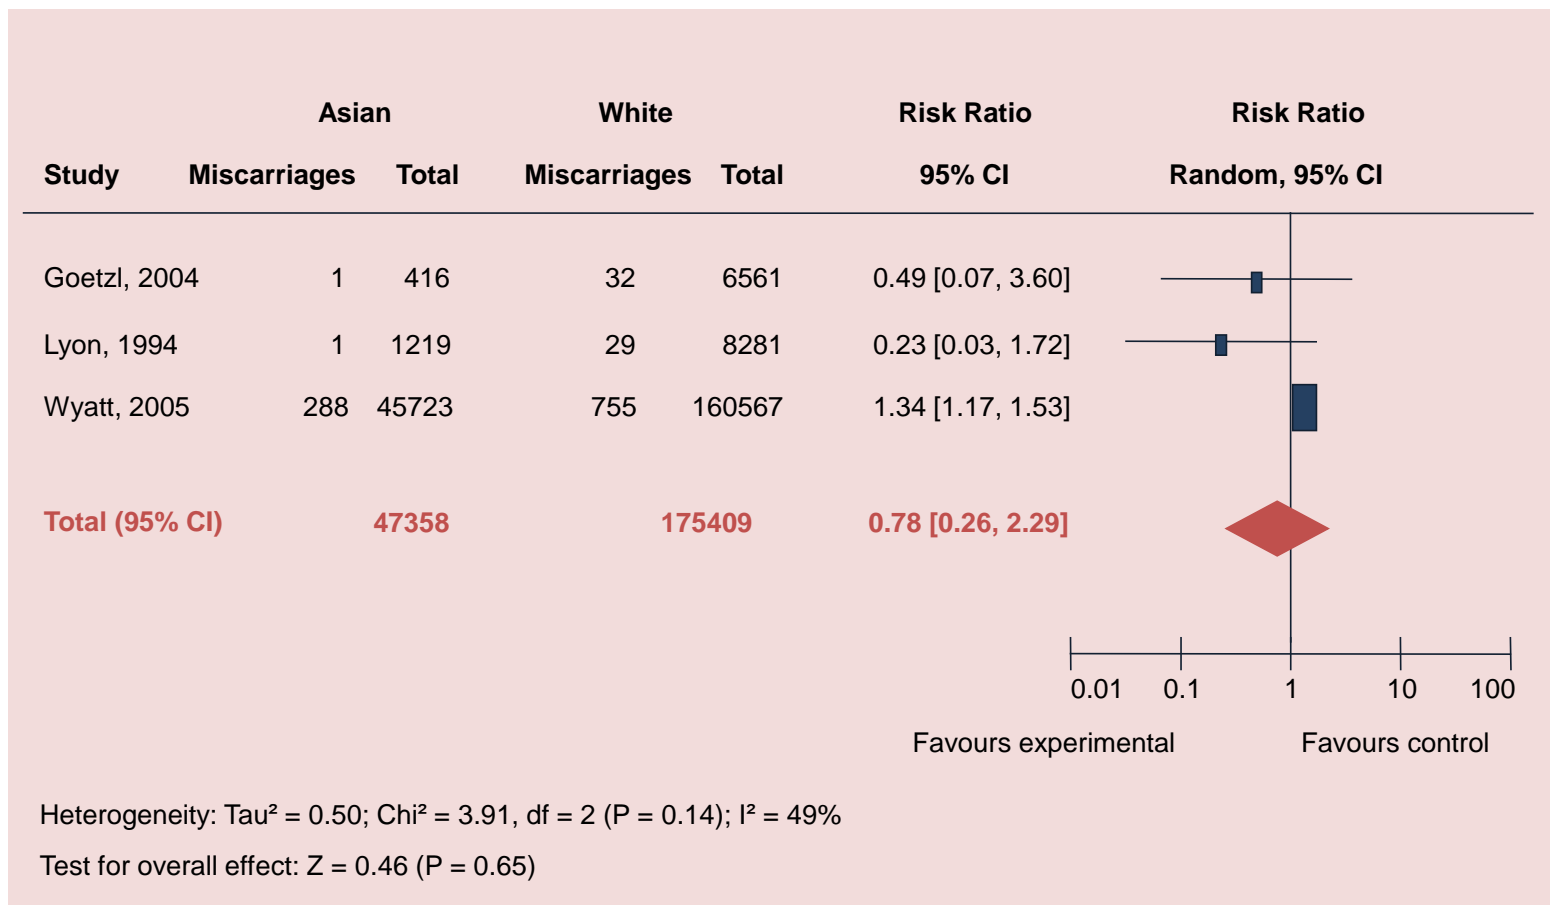 Asian White Risk Ratio Risk Ratio
Study Miscarriages Total Miscarriages Total 95% CI Random, 95% CI
Goetzl, 2004 1 416 32 6561 0.49 [0.07, 3.60]
Lyon, 1994 1 1219 29 8281 0.23 [0.03, 1.72]
Wyatt, 2005 288 45723 755 160567 1.34 [1.17, 1.53]
Total (95% CI) 47358 175409 0.78 [0.26, 2.29]
0.01 0.1 1 10 100
Favours experimental Favours control
Heterogeneity: Tau² = 0.50; Chi² = 3.91, df = 2 (P = 0.14); I² = 49%
Test for overall effect: Z = 0.46 (P = 0.65)